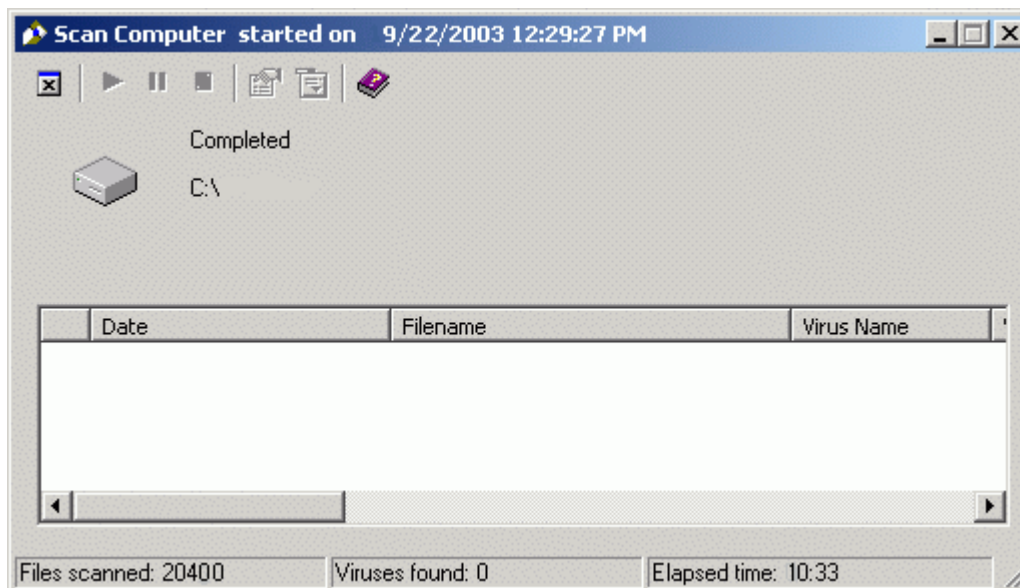 Scan Computer started on 9/22/2003 12:29:27 PM
Completed
C:\
Date Filename Virus Name
Files scanned: 20400 Viruses found: 0 Elapsed time: 10:33